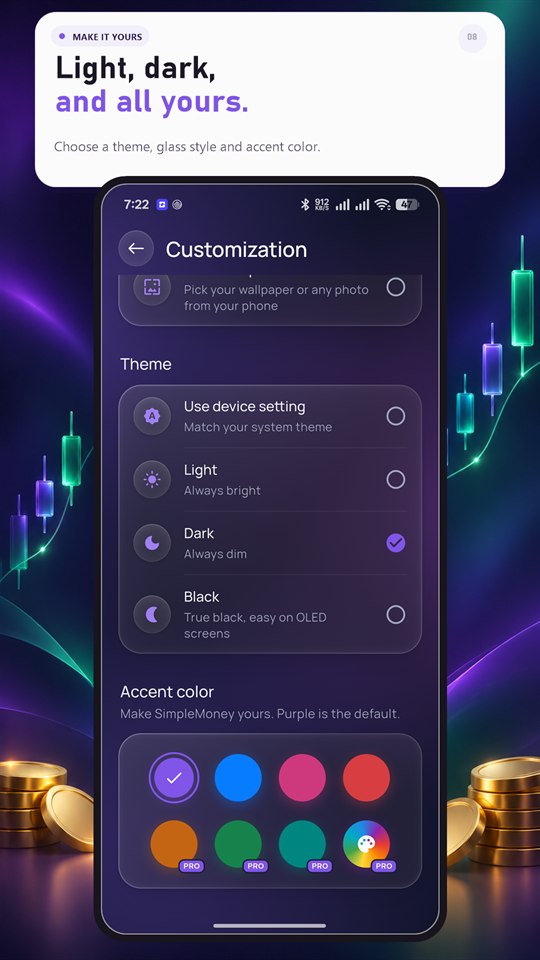 MAKE IT YOURS
08
Light, dark,
and all yours.
Choose a theme, glass style and accent color.
7:22
912
KB/S
47
Customization
Pick your wallpaper or any photo
from your phone
Theme
Use device setting
Match your system theme
Light
Always bright
Dark
Always dim
Black
True black, easy on OLED
screens
Accent color
Make SimpleMoney yours. Purple is the default.
PRO
PRO
PRO
PRO